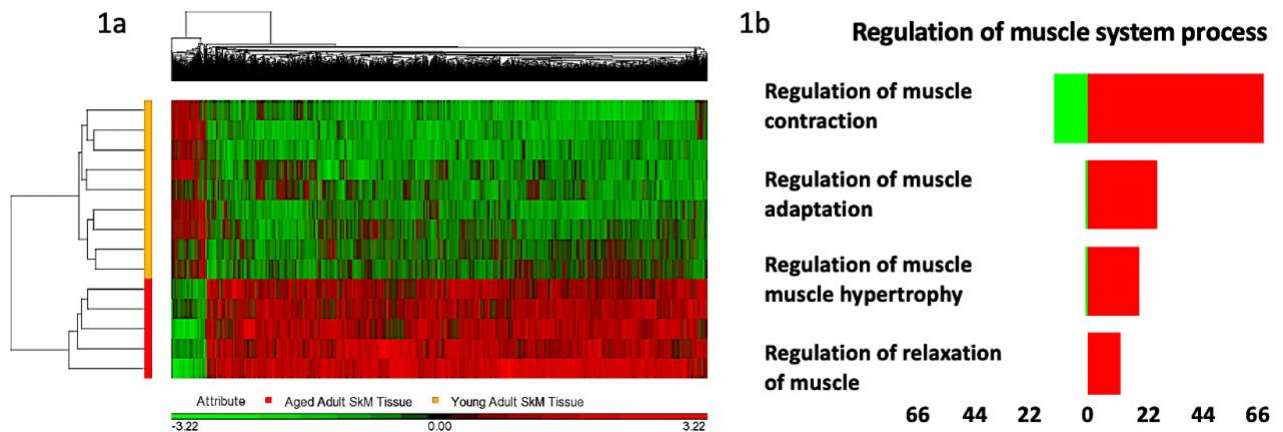 1a
Attribute Aged Adult SkM Tissue Young Adult SkM Tissue
-3.22 0.00 3.22
1b
Regulation of muscle system process
Regulation of muscle
contraction
Regulation of muscle
adaptation
Regulation of muscle
muscle hypertrophy
Regulation of relaxation
of muscle
66 44 22 0 22 44 66